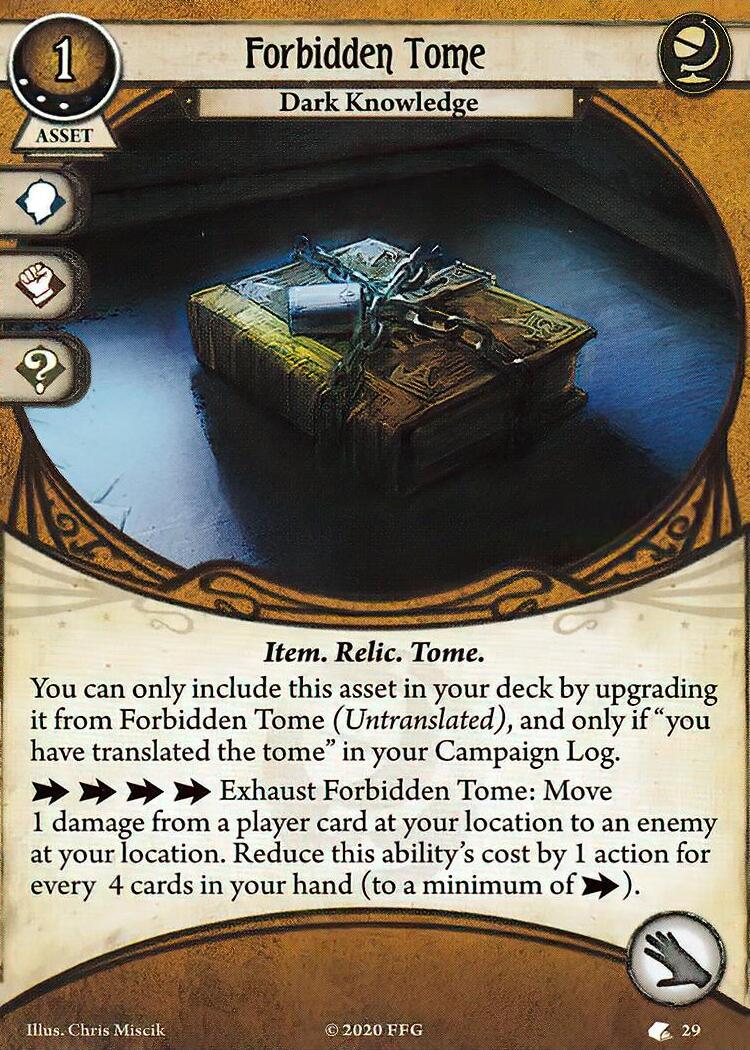 1
Forbidden Tome
Dark Knowledge
ASSET
?
Item. Relic. Tome.
You can only include this asset in your deck by upgrading
it from Forbidden Tome (Untranslated), and only if “you
have translated the tome” in your Campaign Log.
Exhaust Forbidden Tome: Move
1 damage from a player card at your location to an enemy
at your location. Reduce this ability’s cost by 1 action for
every 4 cards in your hand (to a minimum of ).
Illus. Chris Miscik
© 2020 FFG
29